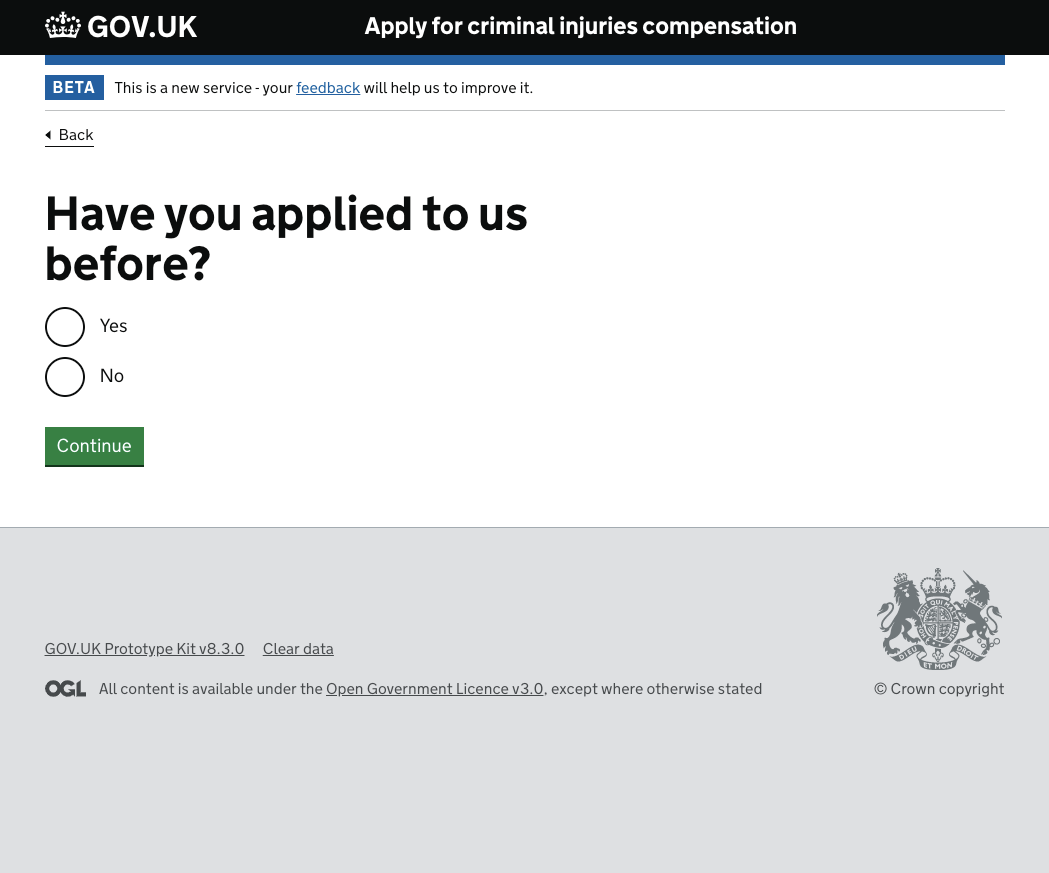 GOV.UK
Apply for criminal injuries compensation
BETA This is a new service - your feedback will help us to improve it.
Back
Have you applied to us
before?
Yes
No
Continue
GOV.UK Prototype Kit v8.3.0 Clear data
OGL All content is available under the Open Government Licence v3.0, except where otherwise stated
DIEU ET MON DROIT
© Crown copyright